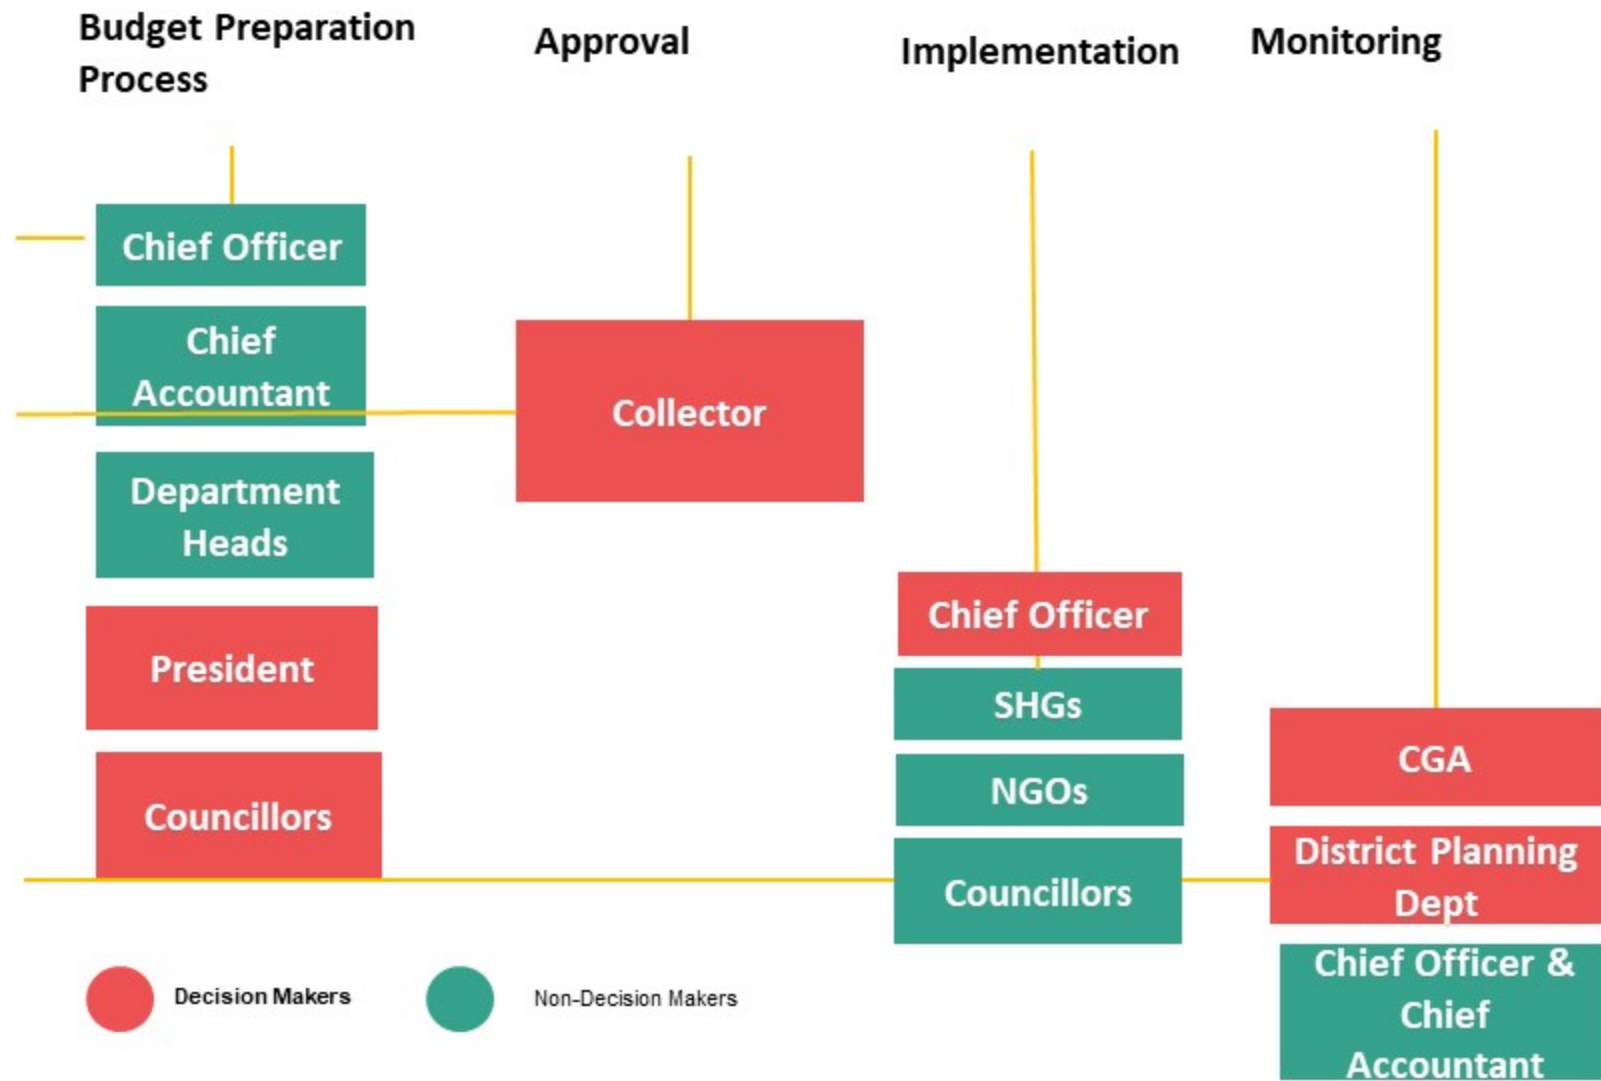 Budget Preparation
Process
Approval
Implementation
Monitoring
Chief Officer
Chief
Accountant
Department
Heads
President
Councillors
Collector
Chief Officer
SHGs
NGOs
Councillors
CGA
District Planning
Dept
Chief Officer &
Chief
Accountant
Decision Makers
Non-Decision Makers